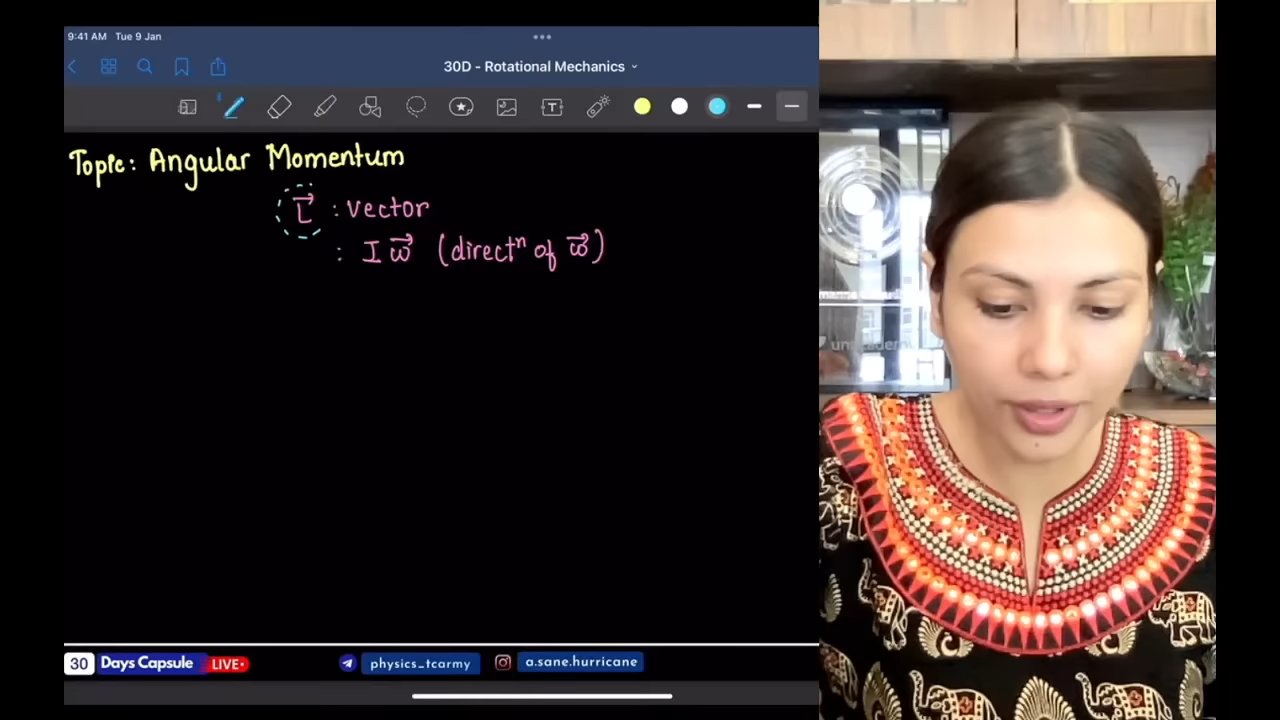 9:41 AM Tue 9 Jan
30D - Rotational Mechanics
Topic: Angular Momentum
L⃗ : vector
: I ω⃗ (directⁿ of ω⃗)
30 Days Capsule LIVE
physics_tcarmy
a.sane.hurricane